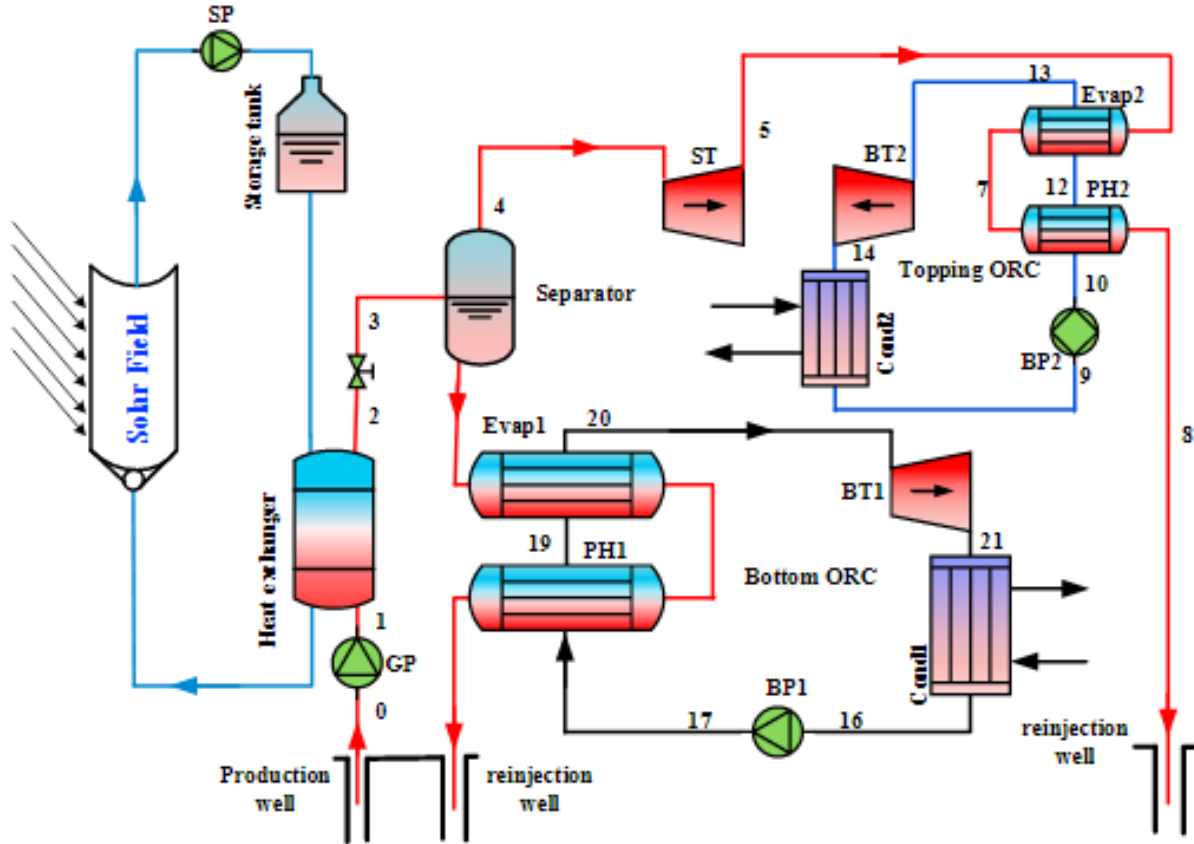 SP
Storage tank
Solar Field
Heat exhanger
GP
0
1
2
3
4
Separator
ST
5
BT2
13
Evap2
12
7
PH2
14
Topping ORC
10
Cond2
BP2
9
8
Evap1
20
BT1
19
PH1
21
Bottom ORC
Cond1
BP1
17
16
Production
well
reinjection
well
reinjection
well